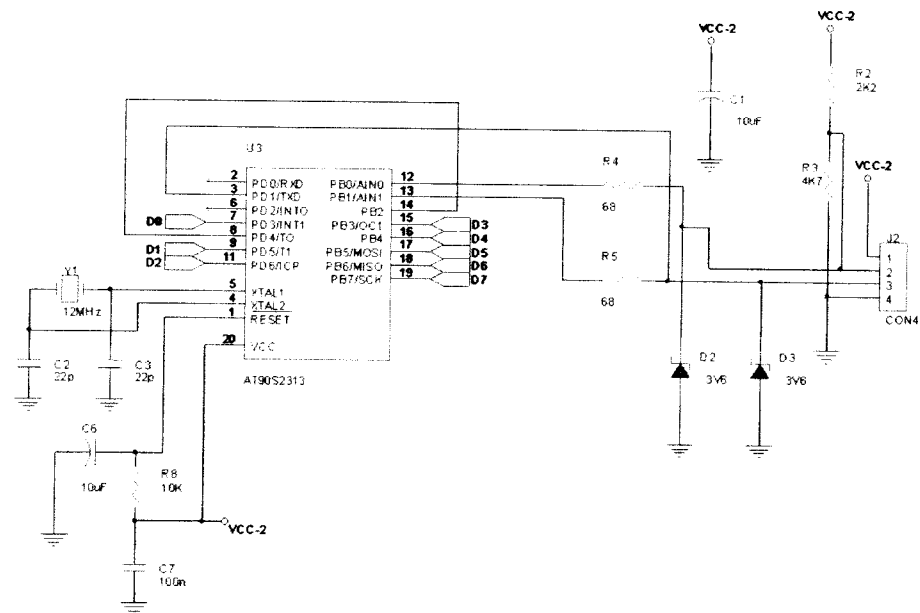 VCC-2
VCC-2
R2
2K2
C1
10uF
U3
R4
R3
4K7
VCC-2
2
PD0/RXD
PB0/AIN0
12
3
PD1/TXD
PB1/AIN1
13
6
PD2/INTO
PB2
14
68
D0
7
PD3/INT1
PB3/OC1
15
D3
8
PD4/TO
PB4
16
D4
D1
9
PD5/T1
PB5/MOSI
17
D5
D2
11
PD6/ICP
PB6/MISO
18
D6
PB7/SCK
19
D7
R5
68
J2
1
2
3
4
CON4
Y1
12MHz
5
XTAL1
4
XTAL2
1
RESET
20
VCC
AT90S2313
C2
22p
C3
22p
D2
3V6
D3
3V6
C6
10uF
R8
10K
VCC-2
C7
100n